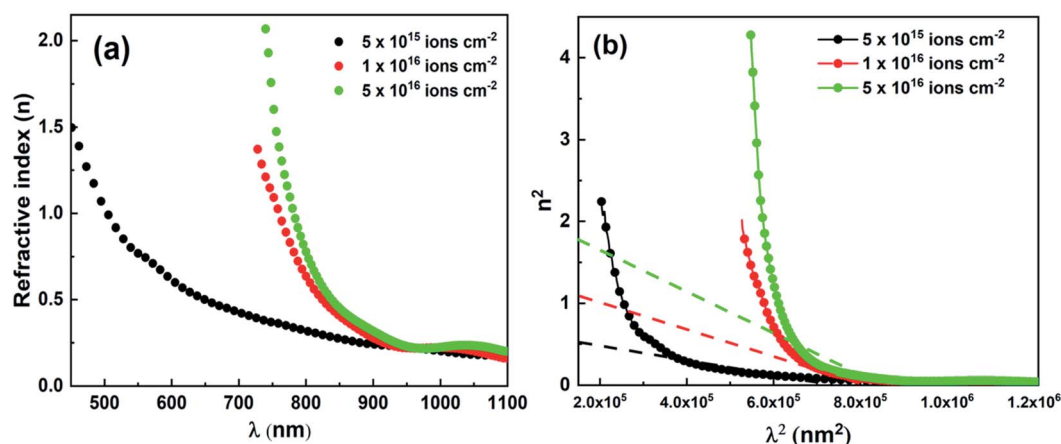 (a)
5 x 10¹⁵ ions cm⁻²
1 x 10¹⁶ ions cm⁻²
5 x 10¹⁶ ions cm⁻²
2.0
1.5
1.0
0.5
0.0
Refractive index (n)
500 600 700 800 900 1000 1100
λ (nm)
(b)
5 x 10¹⁵ ions cm⁻²
1 x 10¹⁶ ions cm⁻²
5 x 10¹⁶ ions cm⁻²
4
3
2
1
0
n²
2.0x10⁵ 4.0x10⁵ 6.0x10⁵ 8.0x10⁵ 1.0x10⁶ 1.2x10⁶
λ² (nm²)